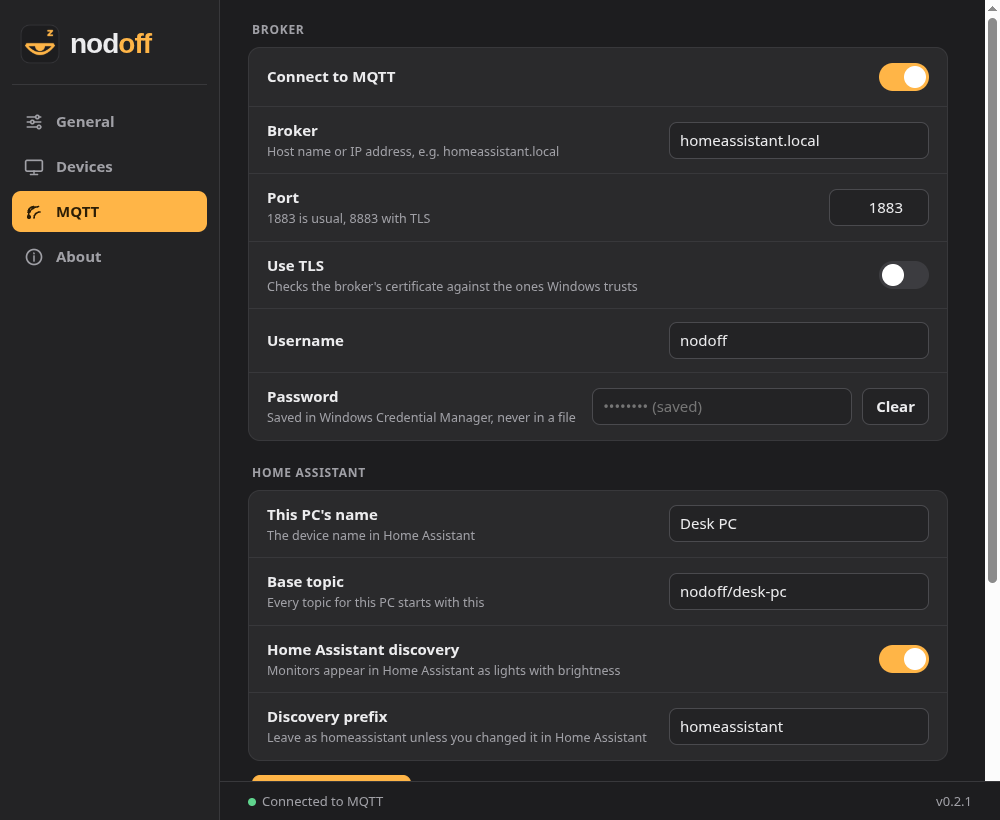 z
nodoff
General
Devices
MQTT
About
BROKER
Connect to MQTT
Broker
Host name or IP address, e.g. homeassistant.local
homeassistant.local
Port
1883 is usual, 8883 with TLS
1883
Use TLS
Checks the broker's certificate against the ones Windows trusts
Username
nodoff
Password
Saved in Windows Credential Manager, never in a file
•••••••• (saved)
Clear
HOME ASSISTANT
This PC's name
The device name in Home Assistant
Desk PC
Base topic
Every topic for this PC starts with this
nodoff/desk-pc
Home Assistant discovery
Monitors appear in Home Assistant as lights with brightness
Discovery prefix
Leave as homeassistant unless you changed it in Home Assistant
homeassistant
Connected to MQTT
v0.2.1